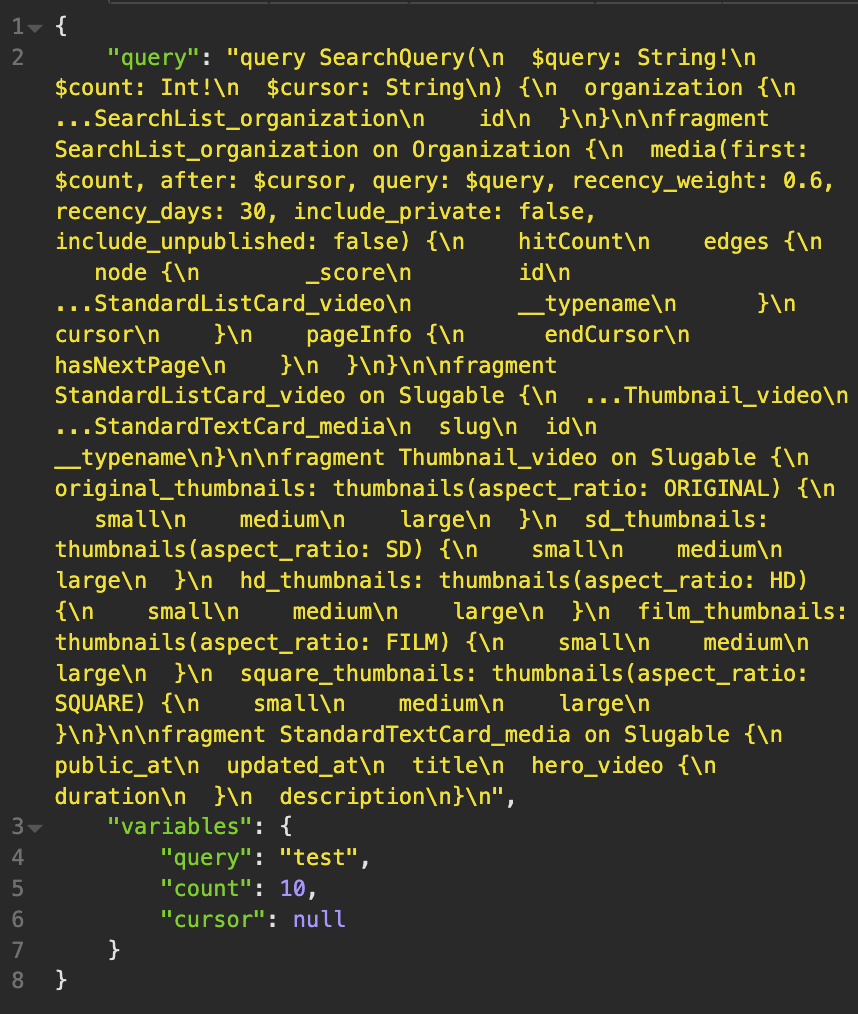 1 {
2 "query": "query SearchQuery(\n  $query: String!\n
$count: Int!\n  $cursor: String\n) {\n  organization {\n
...SearchList_organization\n    id\n  }\n}\n\nfragment
SearchList_organization on Organization {\n  media(first:
$count, after: $cursor, query: $query, recency_weight: 0.6,
recency_days: 30, include_private: false,
include_unpublished: false) {\n    hitCount\n    edges {\n
node {\n        _score\n        id\n
...StandardListCard_video\n        __typename\n      }\n
cursor\n    }\n    pageInfo {\n      endCursor\n
hasNextPage\n    }\n  }\n}\n\nfragment
StandardListCard_video on Slugable {\n  ...Thumbnail_video\n
...StandardTextCard_media\n  slug\n  id\n
__typename\n}\n\nfragment Thumbnail_video on Slugable {\n
original_thumbnails: thumbnails(aspect_ratio: ORIGINAL) {\n
small\n    medium\n    large\n  }\n  sd_thumbnails:
thumbnails(aspect_ratio: SD) {\n    small\n    medium\n
large\n  }\n  hd_thumbnails: thumbnails(aspect_ratio: HD)
{\n    small\n    medium\n    large\n  }\n  film_thumbnails:
thumbnails(aspect_ratio: FILM) {\n    small\n    medium\n
large\n  }\n  square_thumbnails: thumbnails(aspect_ratio:
SQUARE) {\n    small\n    medium\n    large\n
}\n}\n\nfragment StandardTextCard_media on Slugable {\n
public_at\n  updated_at\n  title\n  hero_video {\n
duration\n  }\n  description\n}\n",
3 "variables": {
4 "query": "test",
5 "count": 10,
6 "cursor": null
7 }
8 }